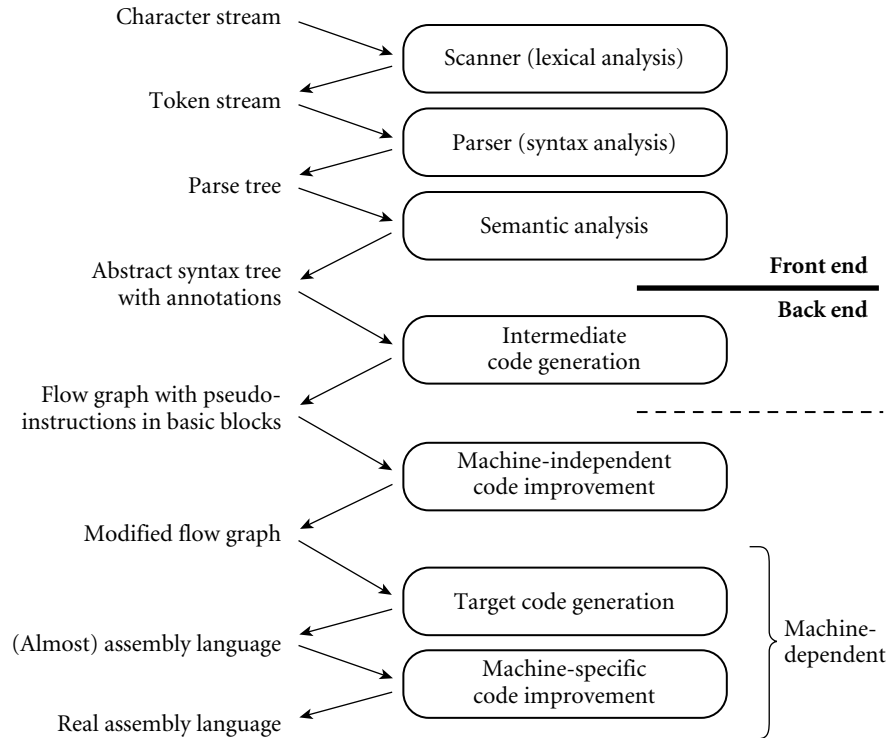 Character stream
Scanner (lexical analysis)
Token stream
Parser (syntax analysis)
Parse tree
Semantic analysis
Abstract syntax tree
with annotations
Front end
Back end
Intermediate
code generation
Flow graph with pseudo-
instructions in basic blocks
Machine-independent
code improvement
Modified flow graph
Target code generation
(Almost) assembly language
Machine-
dependent
Machine-specific
code improvement
Real assembly language